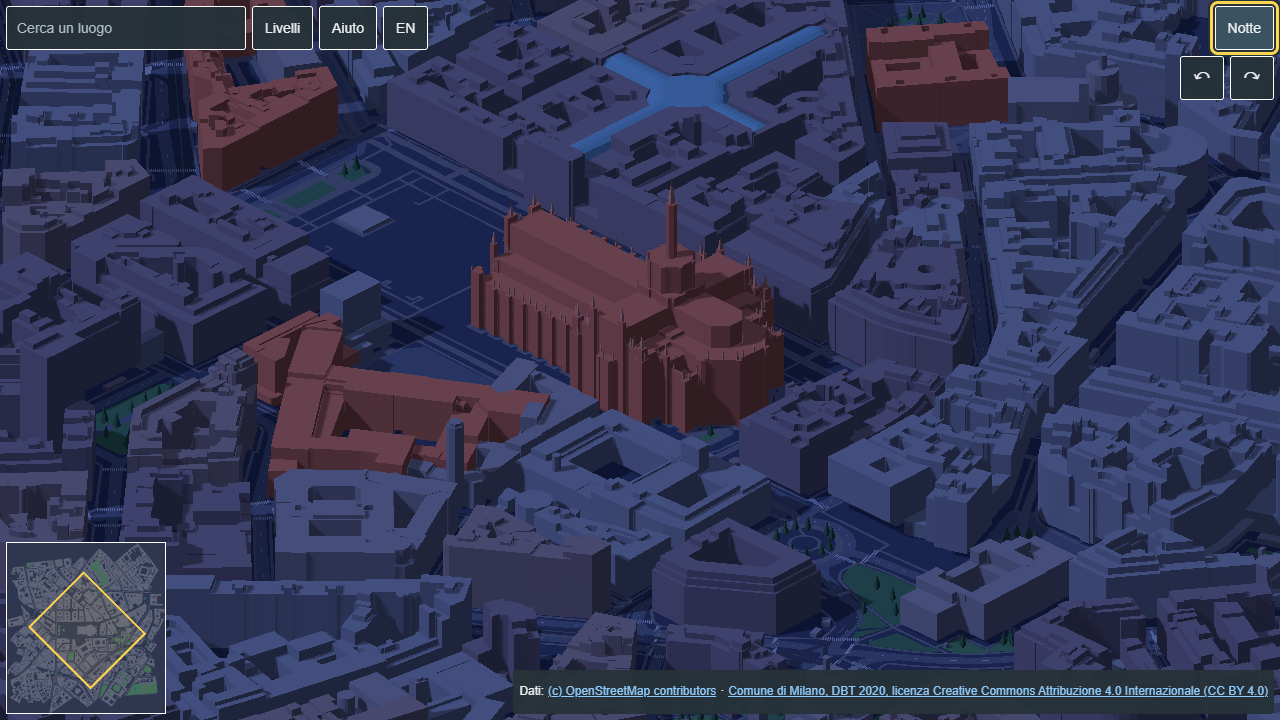 Cerca un luogo
Livelli
Aiuto
EN
Notte
Dati: (c) OpenStreetMap contributors · Comune di Milano, DBT 2020, licenza Creative Commons Attribuzione 4.0 Internazionale (CC BY 4.0)